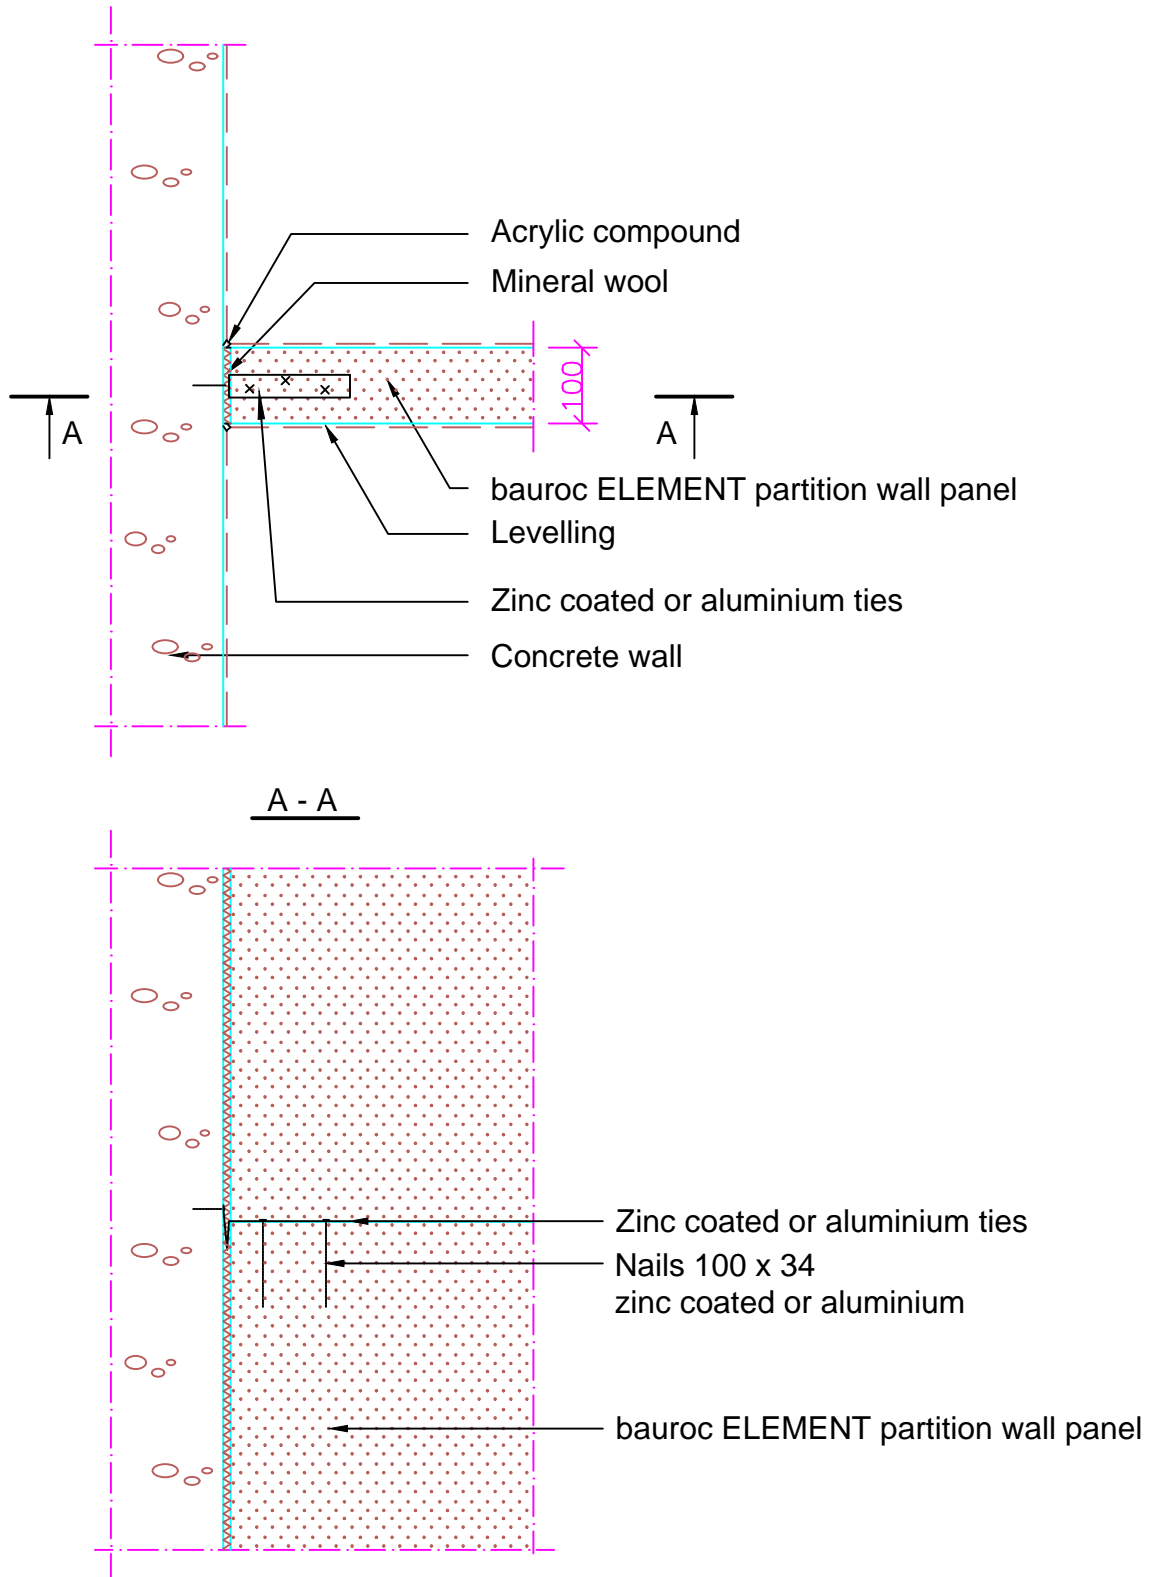 Acrylic compound
Mineral wool
100
A
A
bauroc ELEMENT partition wall panel
Levelling
Zinc coated or aluminium ties
Concrete wall
A - A
Zinc coated or aluminium ties
Nails 100 x 34
zinc coated or aluminium
bauroc ELEMENT partition wall panel